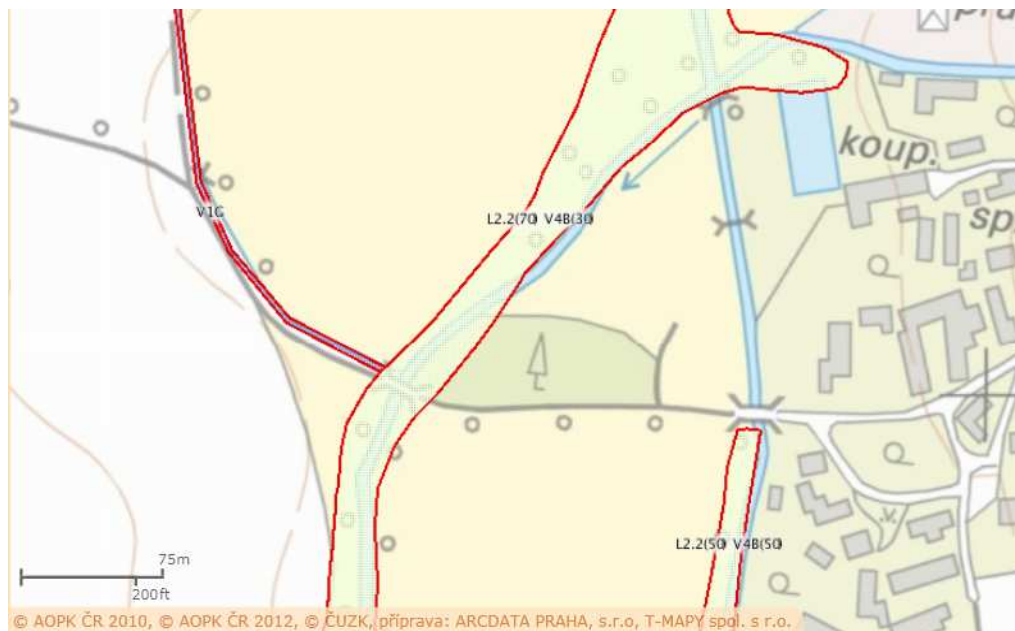 koup.
V1G
L2.2(70) V4B(30)
sp.
L2.2(50) V4B(50)
.v.
75m
200ft
© AOPK ČR 2010, © AOPK ČR 2012, © ČUZK, příprava: ARCDATA PRAHA, s.r.o, T-MAPY spol. s r.o.